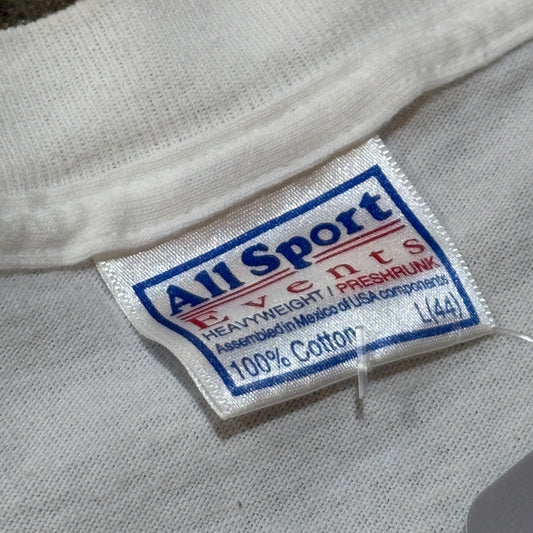 All Sport
Events
HEAVYWEIGHT / PRESHRUNK
Assembled in Mexico of USA components
100% Cotton L(44)